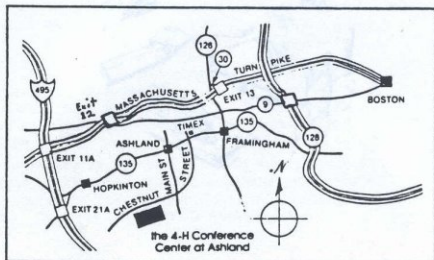 126
30
495
MASSACHUSETTS
TURN PIKE
Exit
12
EXIT 13
9
BOSTON
TIMEX
135
ASHLAND
EXIT 11A
135
MAIN ST
STREET
FRAMINGHAM
128
HOPKINTON
N
CHESTNUT
EXIT 21A
the 4-H Conference
Center at Ashland